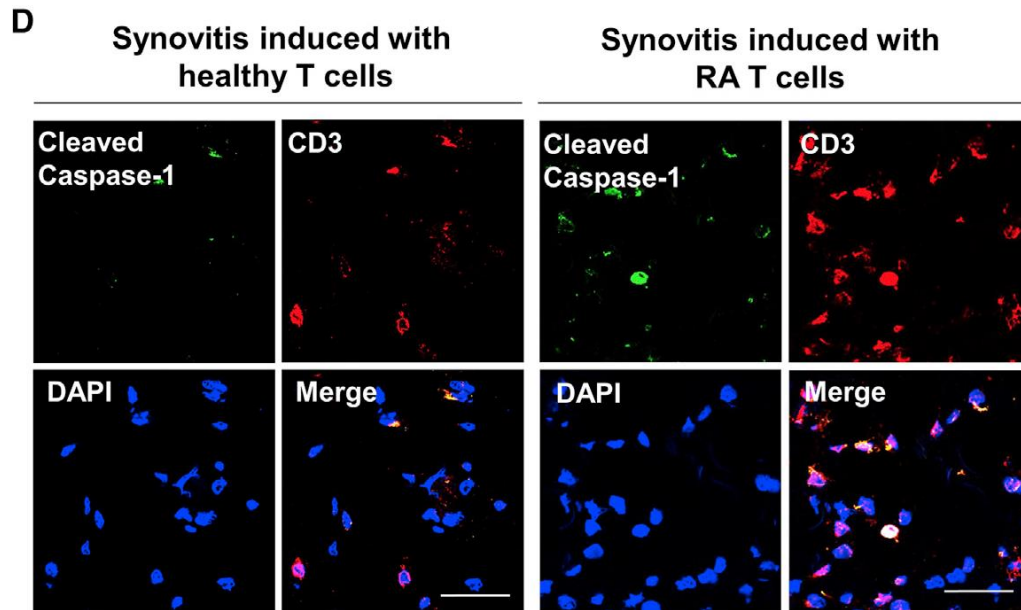 D
Synovitis induced with
healthy T cells
Synovitis induced with
RA T cells
Cleaved
Caspase-1
CD3
Cleaved
Caspase-1
CD3
DAPI
Merge
DAPI
Merge